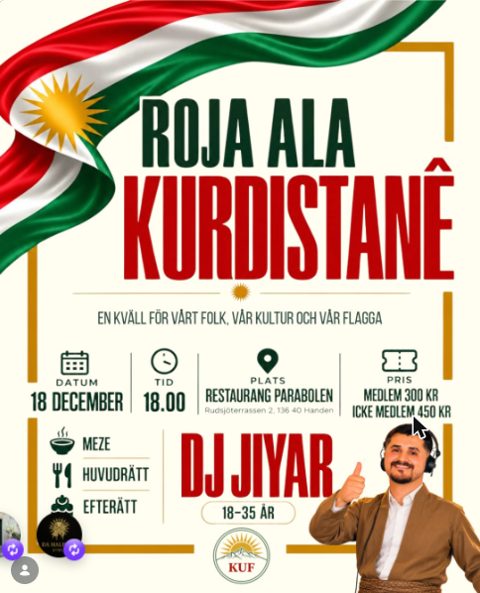 ROJA ALA
KURDISTANÊ
EN KVÄLL FÖR VÅRT FOLK, VÅR KULTUR OCH VÅR FLAGGA
DATUM
18 DECEMBER
TID
18.00
PLATS
RESTAURANG PARABOLEN
Rudsjöterrassen 2, 136 40 Handen
PRIS
MEDLEM 300 KR
ICKE MEDLEM 450 KR
MEZE
HUVUDRÄTT
EFTERÄTT
DJ JIYAR
18–35 ÅR
KUF